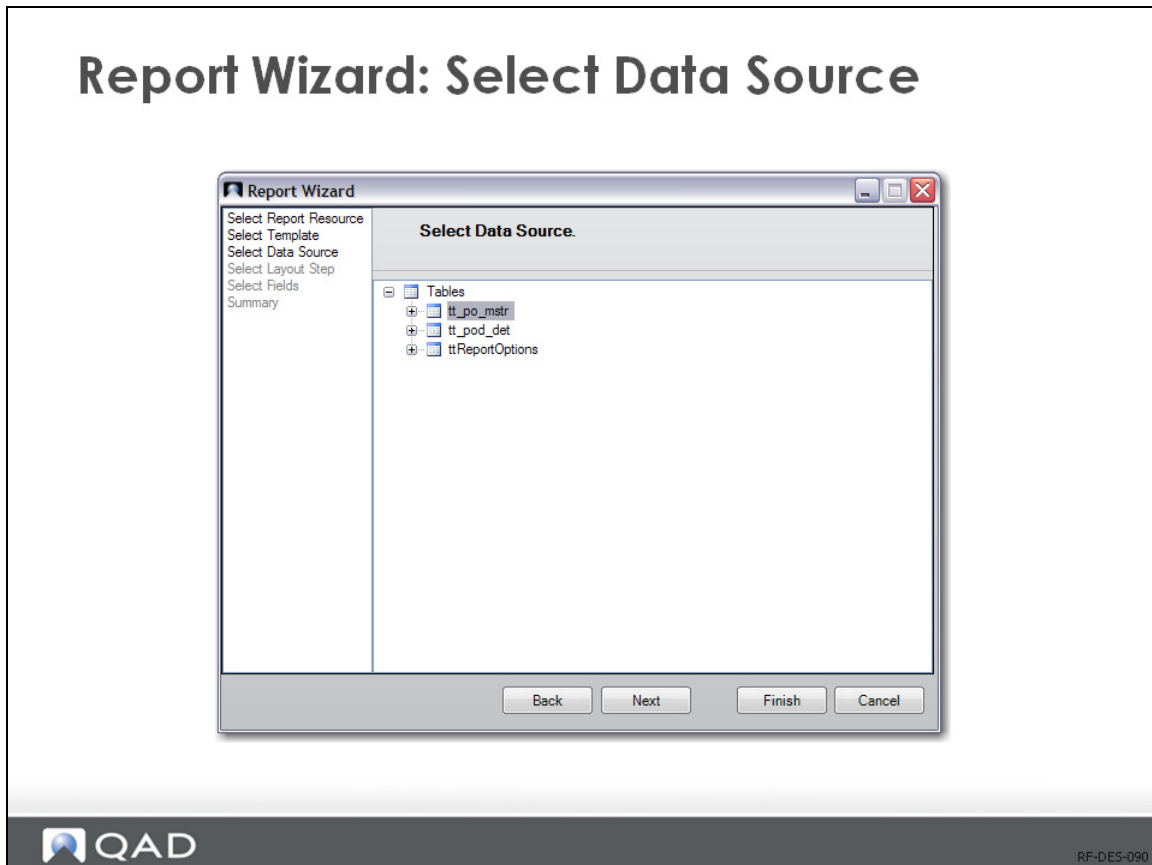 Report Wizard: Select Data Source
Report Wizard
Select Report Resource
Select Template
Select Data Source
Select Layout Step
Select Fields
Summary
Select Data Source.
Tables
tt_po_mstr
tt_pod_det
ttReportOptions
Back
Next
Finish
Cancel
QAD
RF-DES-090